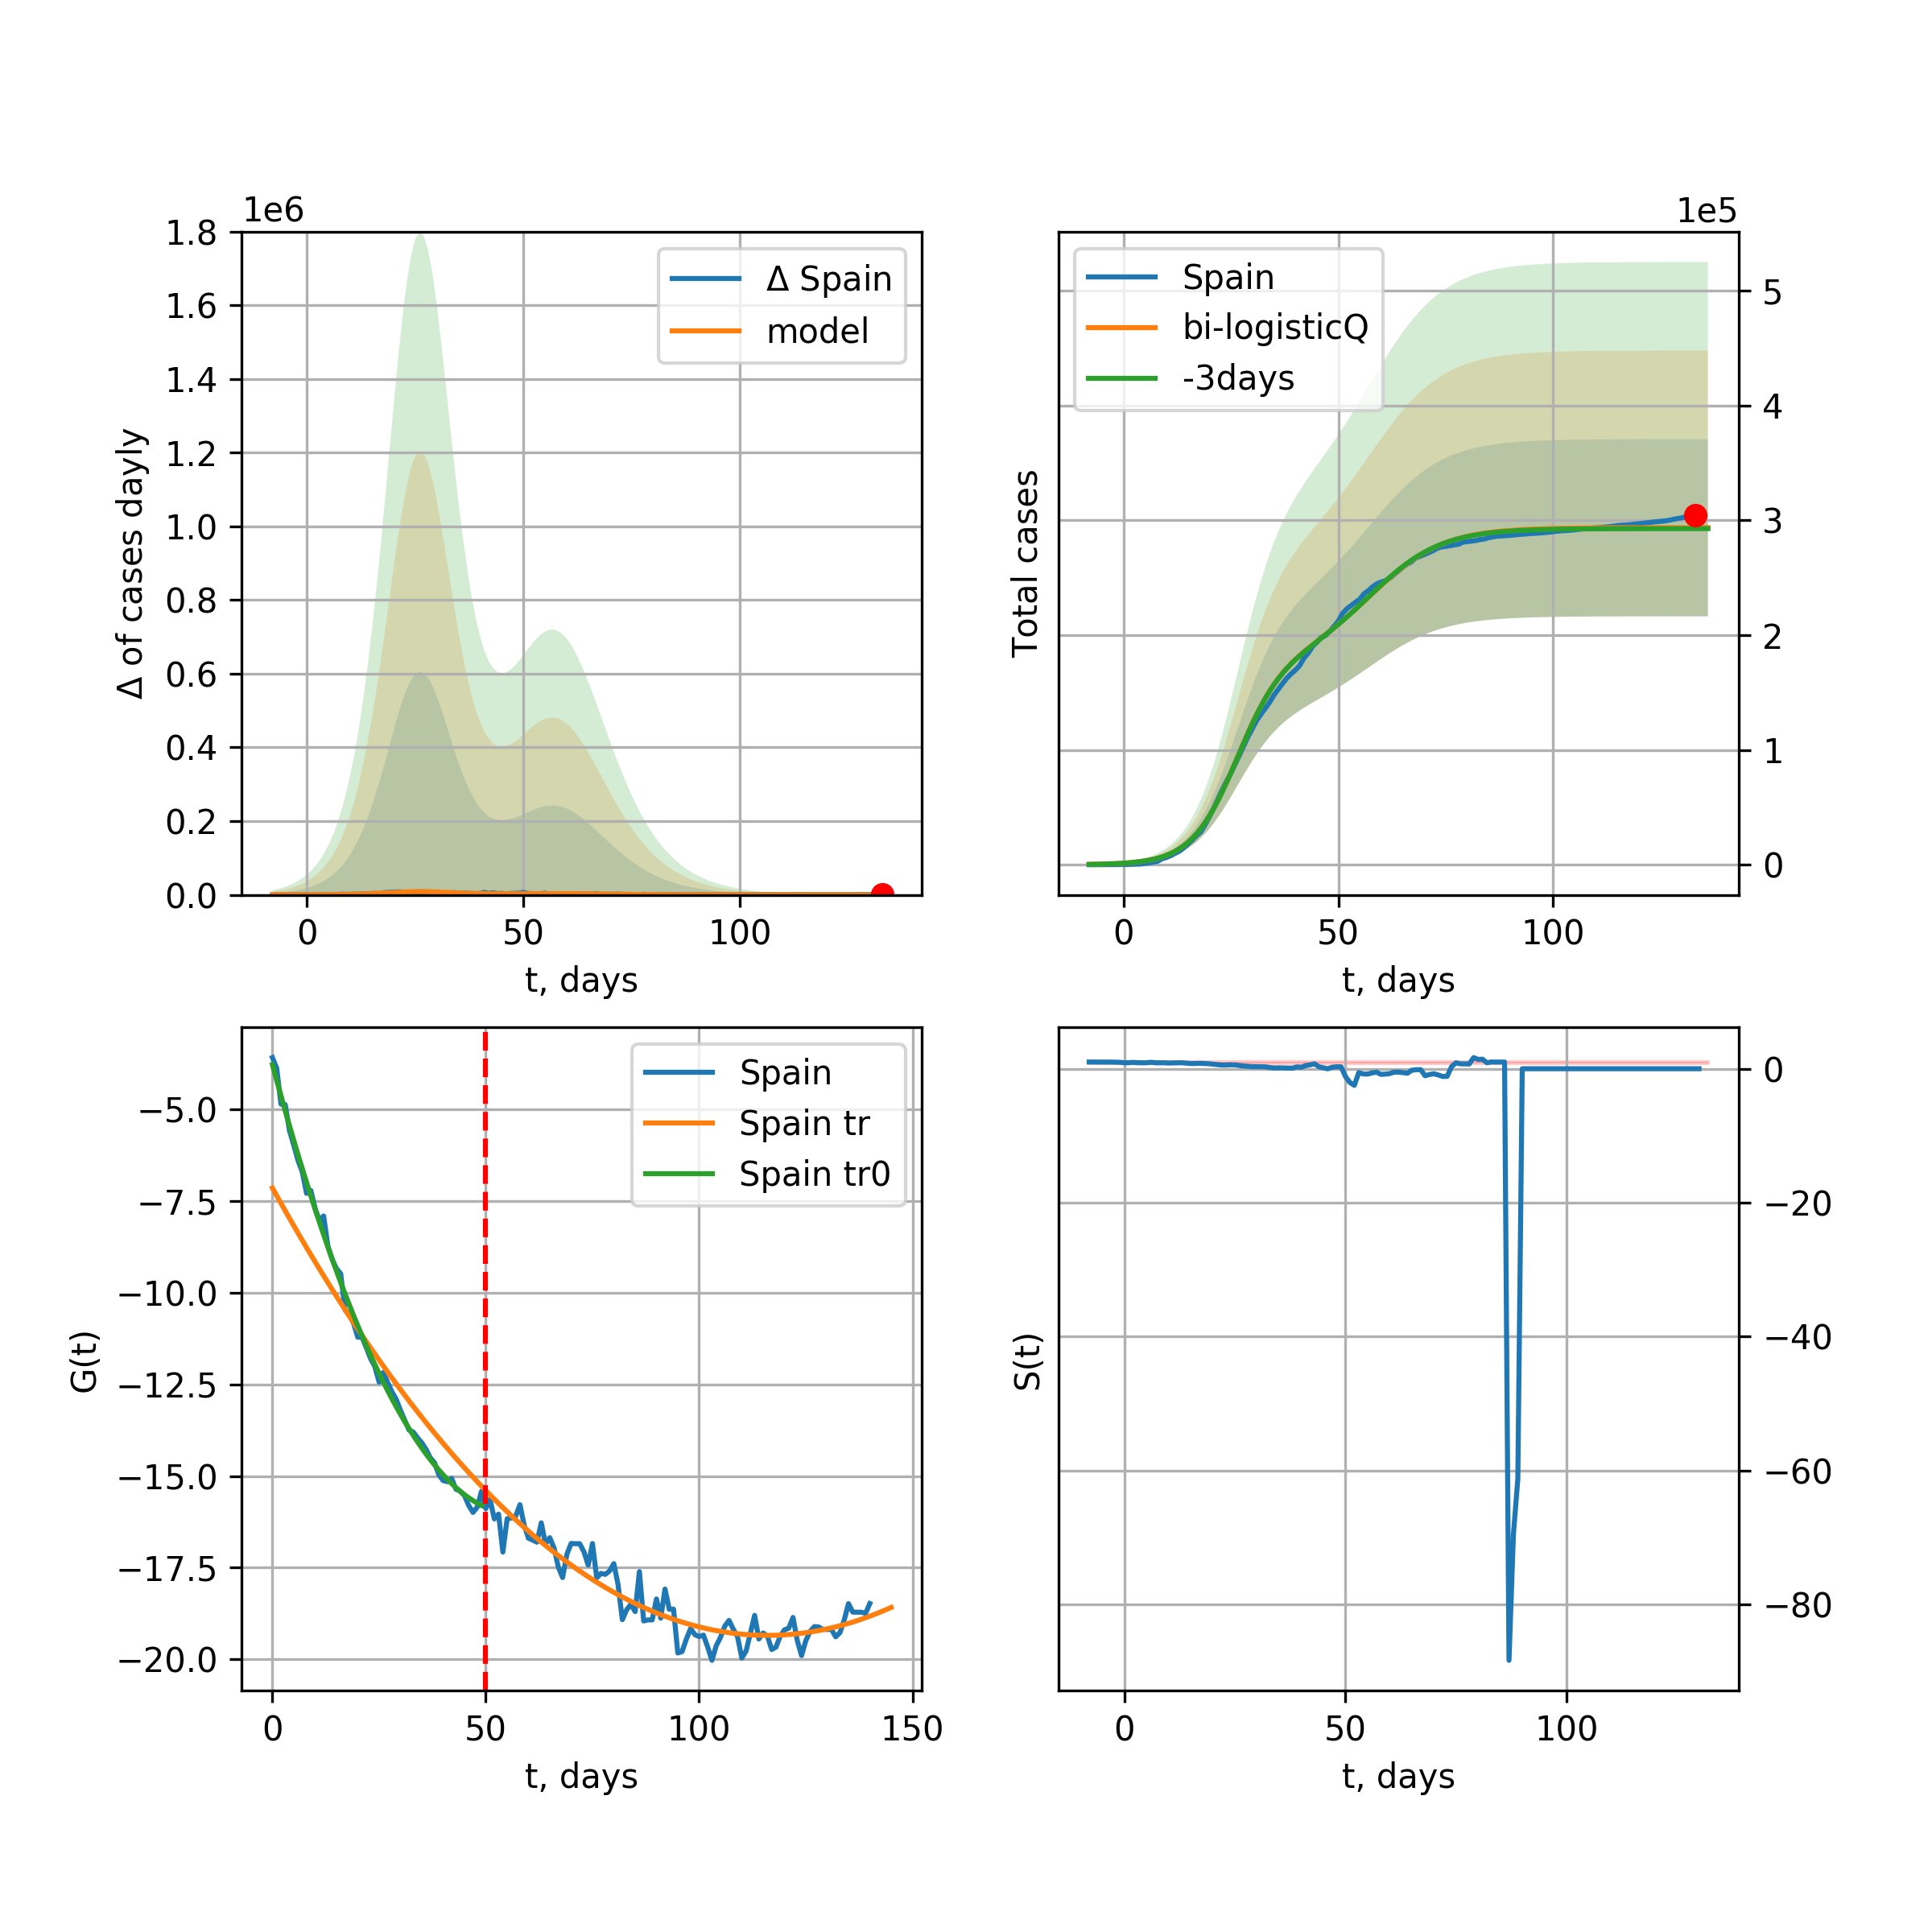 1e6
1.8
1.6
1.4
1.2
1.0
0.8
0.6
0.4
0.2
0.0
Δ of cases dayly
Δ Spain
model
0 50 100
t, days
1e5
Spain
bi-logisticQ
-3days
Total cases
5
4
3
2
1
0
0 50 100
t, days
−5.0
−7.5
−10.0
−12.5
−15.0
−17.5
−20.0
G(t)
Spain
Spain tr
Spain tr0
0 50 100 150
t, days
S(t)
0
−20
−40
−60
−80
0 50 100
t, days